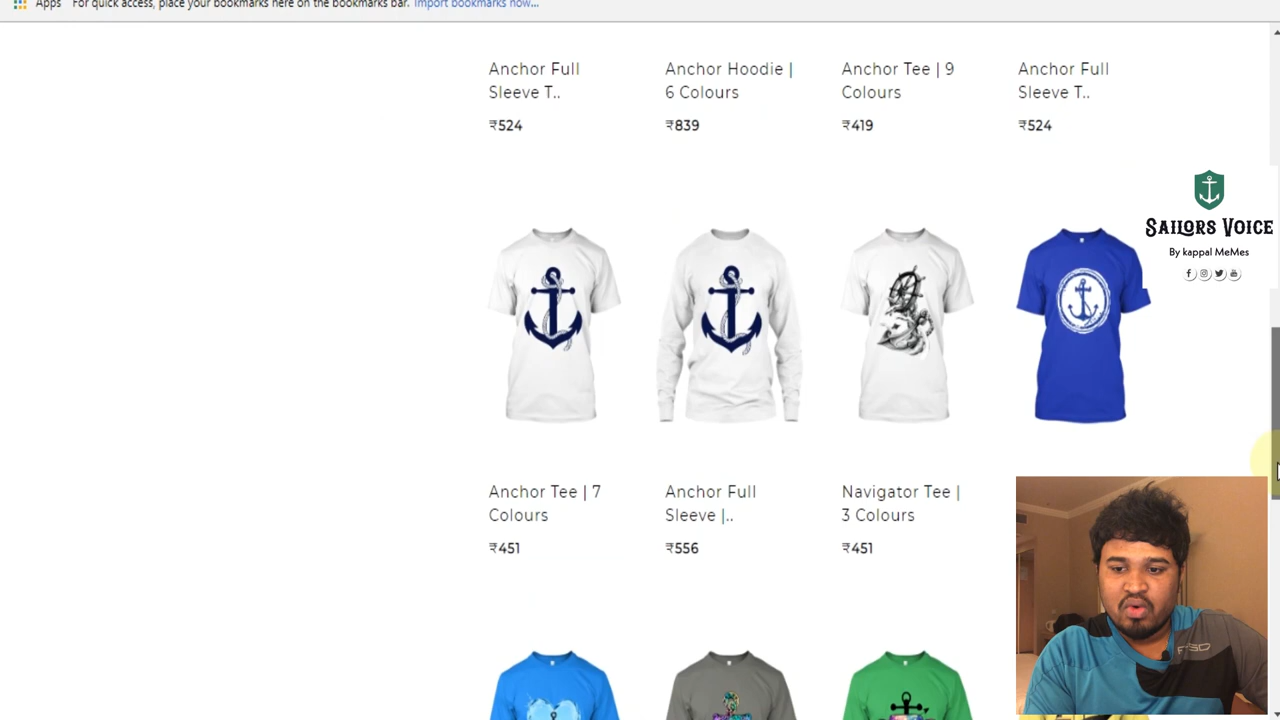 Apps For quick access, place your bookmarks here on the bookmarks bar. Import bookmarks now...
Anchor Full
Sleeve T..
₹524
Anchor Hoodie |
6 Colours
₹839
Anchor Tee | 9
Colours
₹419
Anchor Full
Sleeve T..
₹524
SAILORS VOICE
By kappal MeMes
Anchor Tee | 7
Colours
₹451
Anchor Full
Sleeve |..
₹556
Navigator Tee |
3 Colours
₹451